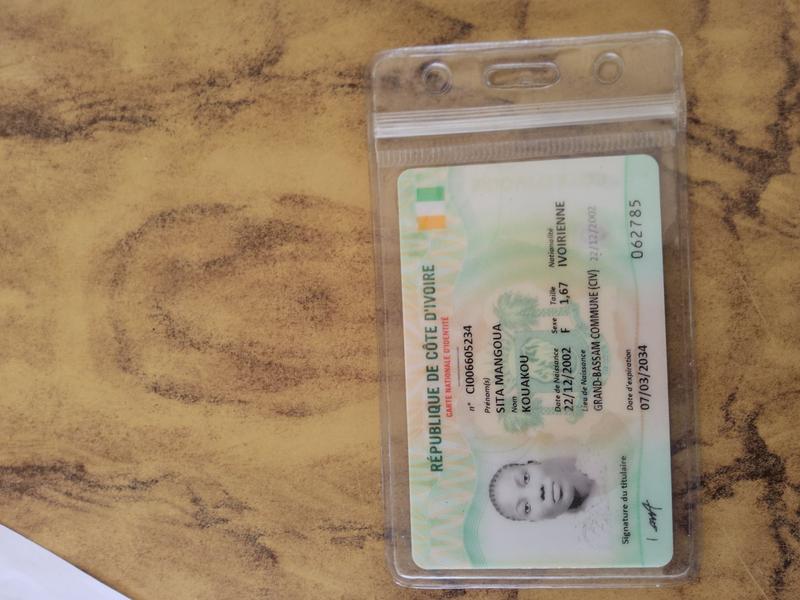 RÉPUBLIQUE DE CÔTE D'IVOIRE
CARTE NATIONALE D'IDENTITÉ
n° CI006605234
Prénom(s)
SITA MANGOUA
Nom
KOUAKOU
Date de Naissance Sexe Taille Nationalité
22/12/2002 F 1,67 IVOIRIENNE
Lieu de Naissance
GRAND-BASSAM COMMUNE (CIV)
22/12/2002
Date d'expiration
07/03/2034
062785
Signature du titulaire